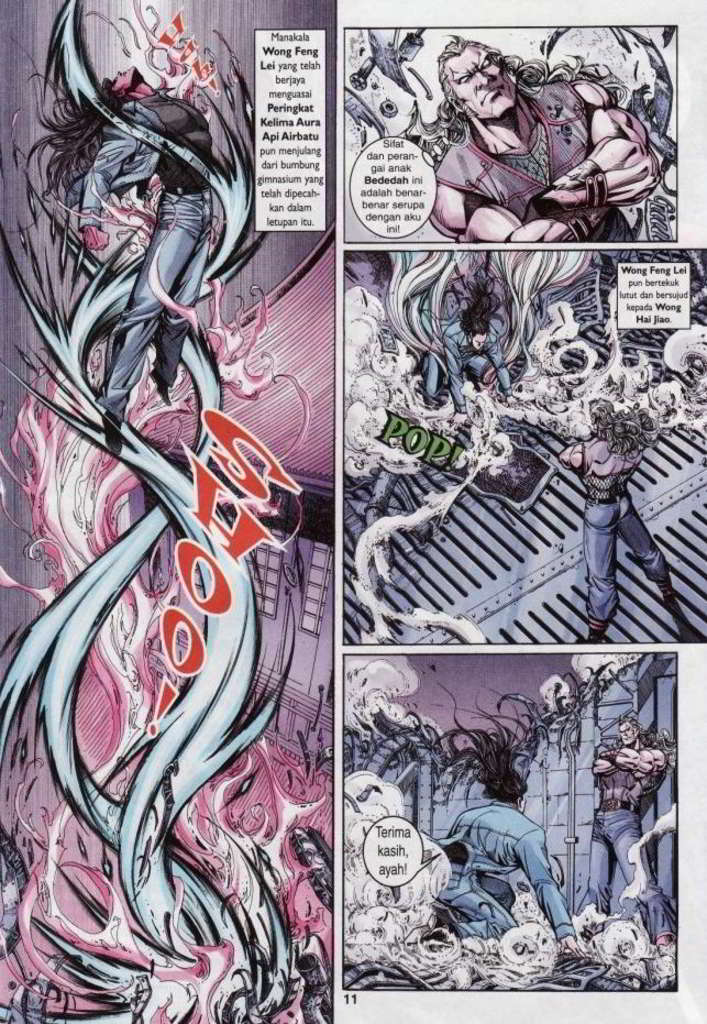 Manakala
Wong Feng
Lei yang telah
berjaya
menguasai
Peringkat
Kelima Aura
Api Airbatu
pun menjulang
dari bumbung
gimnasium yang
telah dipecah-
kan dalam
letupan itu.
SHOOO!
Sifat
dan peran-
gai anak
Bededah ini
adalah benar-
benar serupa
dengan aku
ini!
Wong Feng Lei
pun bertekuk
lutut dan bersujud
kepada Wong
Hai Jiao.
POP!
Terima
kasih,
ayah!
11